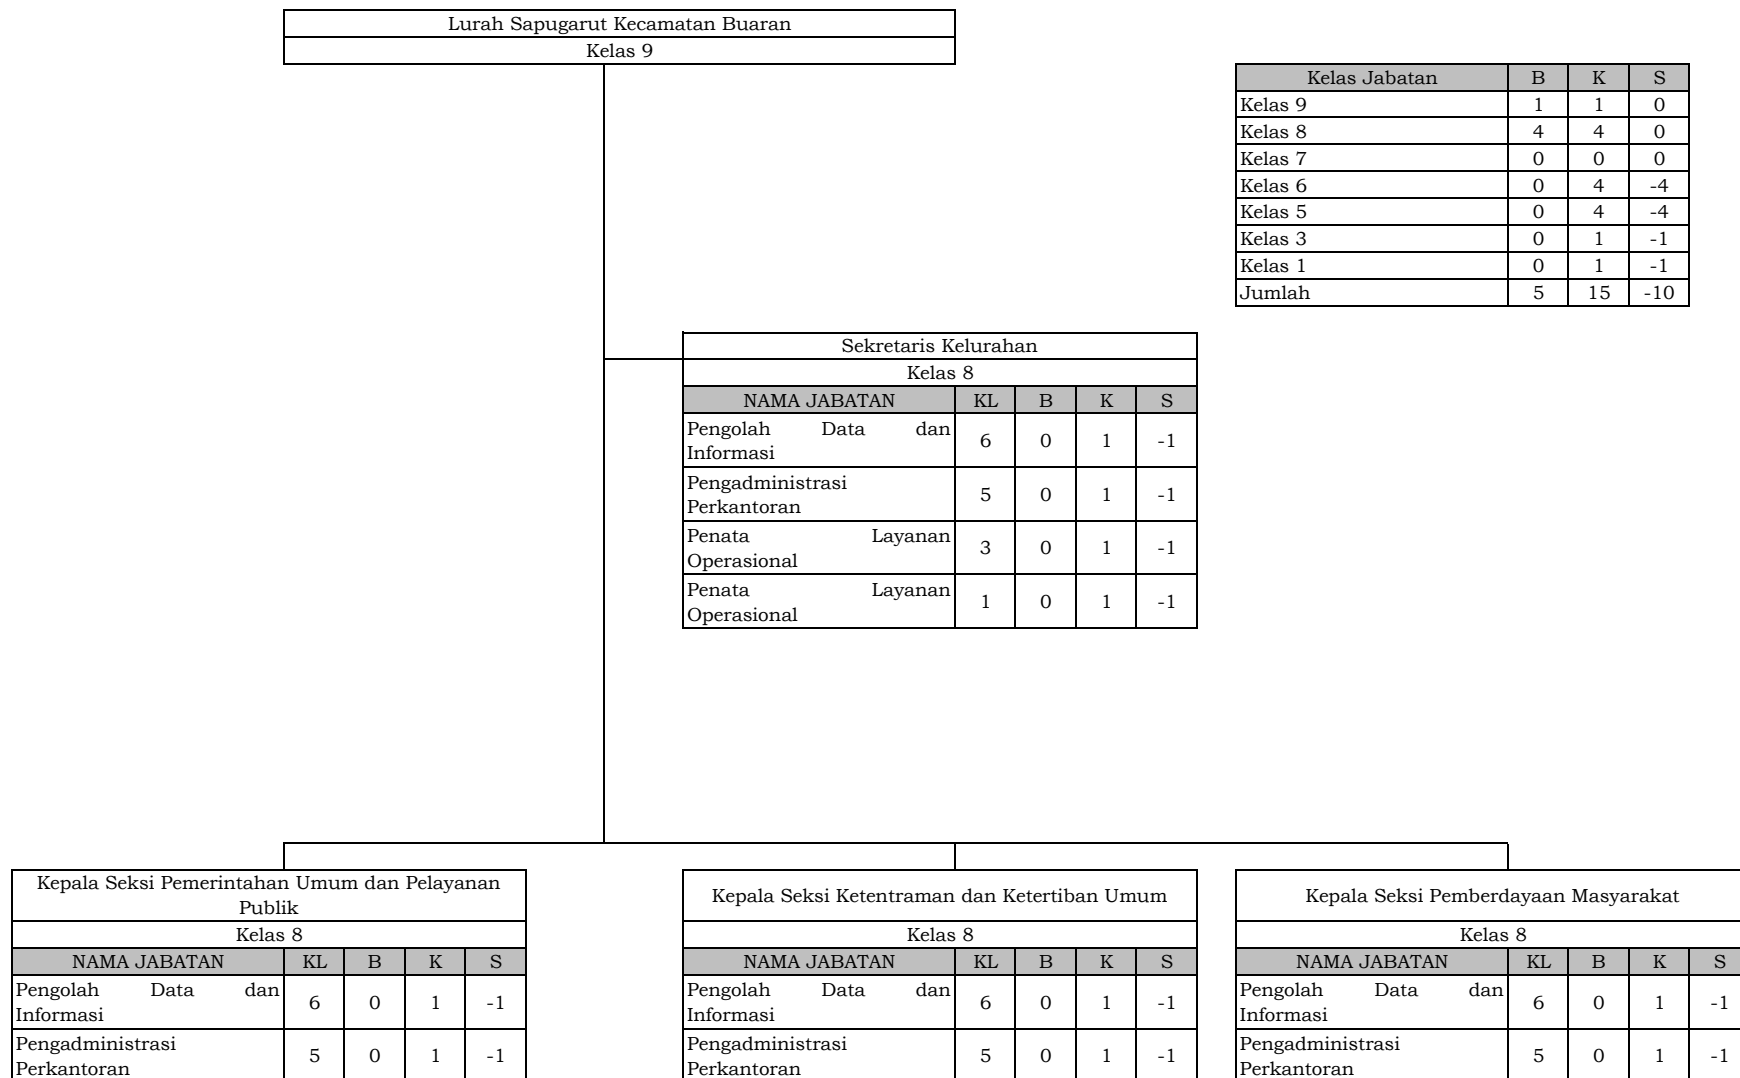 Lurah Sapugarut Kecamatan Buaran
Kelas 9
Kelas Jabatan B K S
Kelas 9 1 1 0
Kelas 8 4 4 0
Kelas 7 0 0 0
Kelas 6 0 4 -4
Kelas 5 0 4 -4
Kelas 3 0 1 -1
Kelas 1 0 1 -1
Jumlah 5 15 -10
Sekretaris Kelurahan
Kelas 8
NAMA JABATAN KL B K S
Pengolah Data dan
Informasi 6 0 1 -1
Pengadministrasi
Perkantoran 5 0 1 -1
Penata Layanan
Operasional 3 0 1 -1
Penata Layanan
Operasional 1 0 1 -1
Kepala Seksi Pemerintahan Umum dan Pelayanan
Publik
Kelas 8
NAMA JABATAN KL B K S
Pengolah Data dan
Informasi 6 0 1 -1
Pengadministrasi
Perkantoran 5 0 1 -1
Kepala Seksi Ketentraman dan Ketertiban Umum
Kelas 8
NAMA JABATAN KL B K S
Pengolah Data dan
Informasi 6 0 1 -1
Pengadministrasi
Perkantoran 5 0 1 -1
Kepala Seksi Pemberdayaan Masyarakat
Kelas 8
NAMA JABATAN KL B K S
Pengolah Data dan
Informasi 6 0 1 -1
Pengadministrasi
Perkantoran 5 0 1 -1